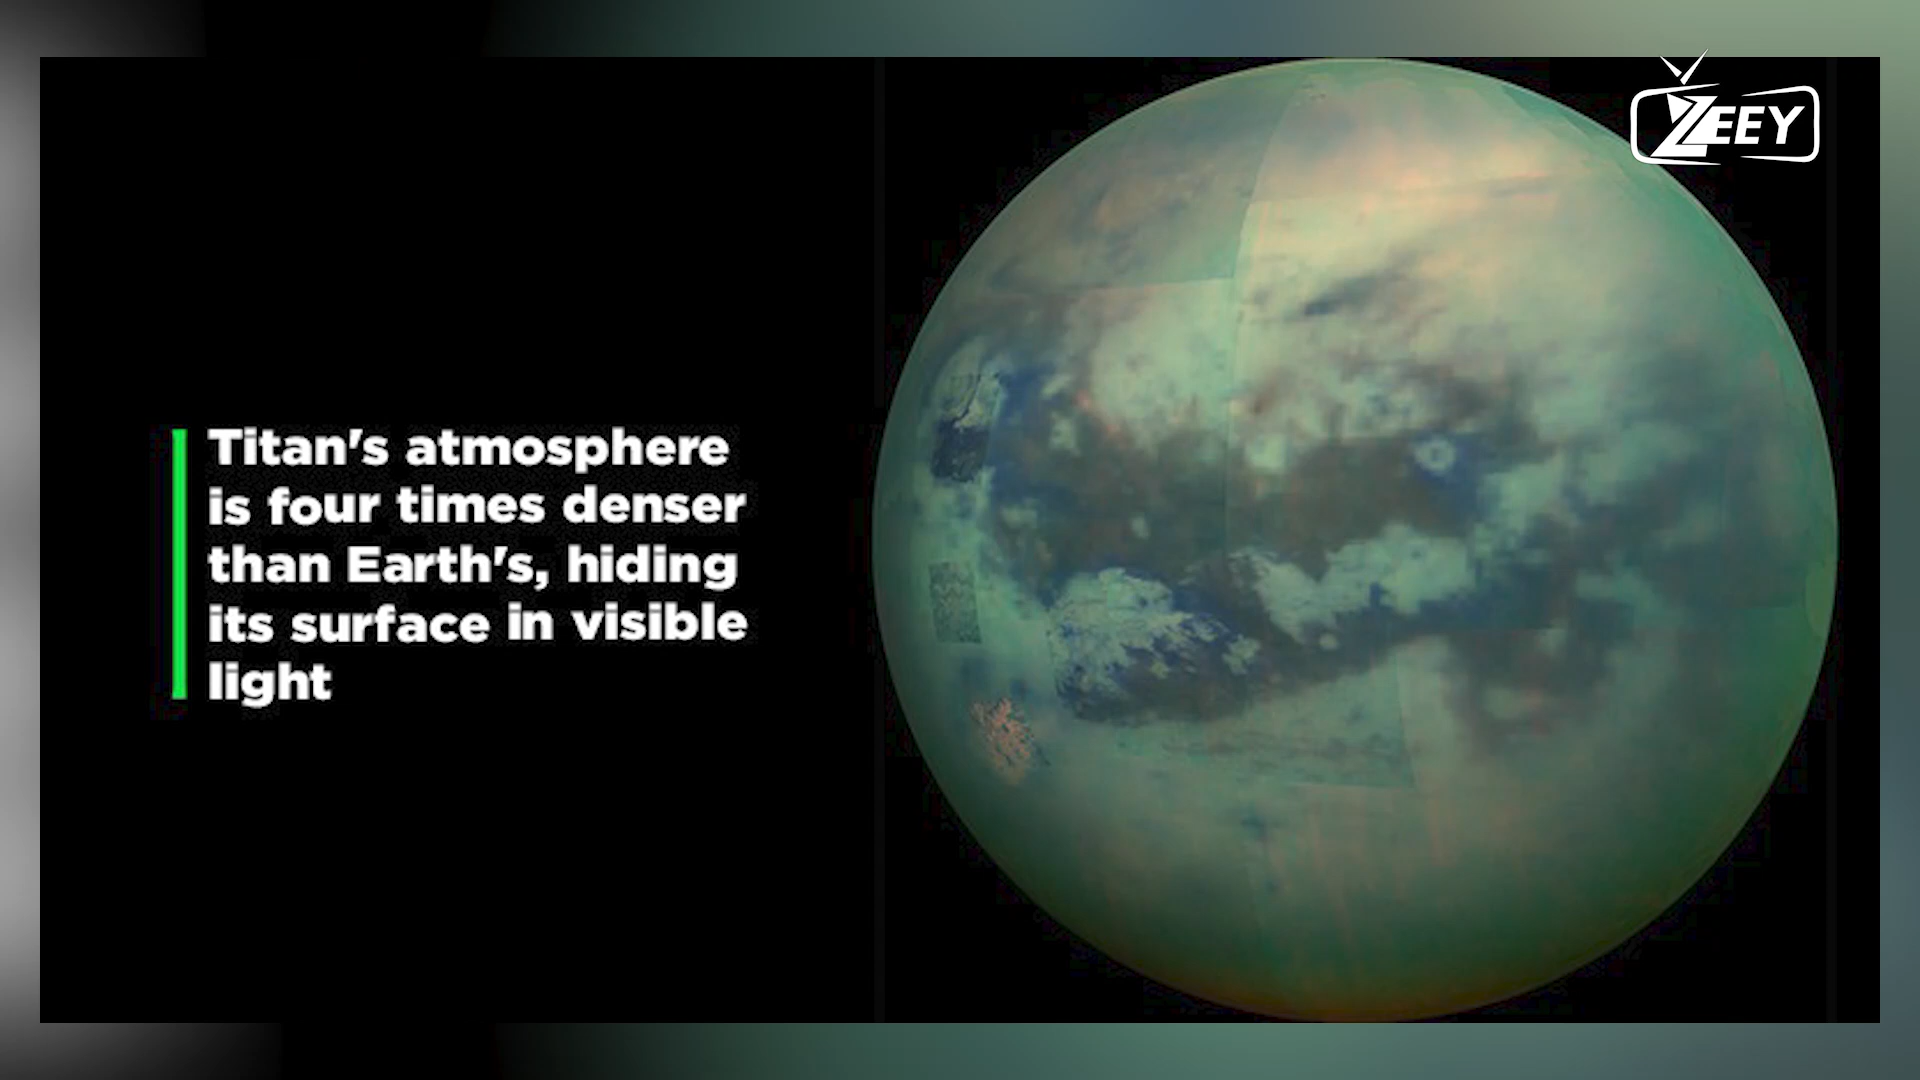 ZEEY
Titan's atmosphere
is four times denser
than Earth's, hiding
its surface in visible
light